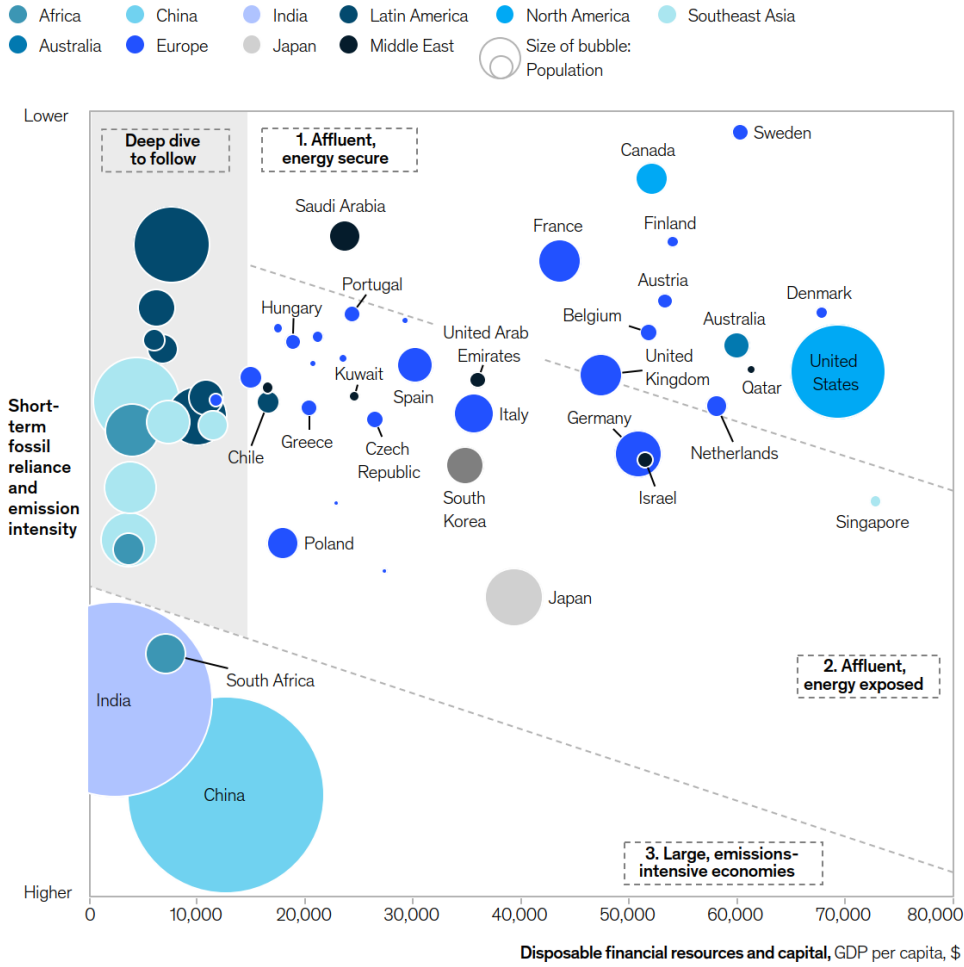 Africa
China
India
Latin America
North America
Southeast Asia
Australia
Europe
Japan
Middle East
Size of bubble:
Population
Lower
Deep dive
to follow
1. Affluent,
energy secure
Sweden
Canada
Saudi Arabia
France
Finland
Portugal
Austria
Hungary
Denmark
Belgium
Australia
United Arab
Emirates
United
Kingdom
United
States
Kuwait
Qatar
Spain
Short-
term
fossil
reliance
and
emission
intensity
Italy
Germany
Greece
Chile
Czech
Republic
Netherlands
South
Korea
Israel
Singapore
Poland
Japan
2. Affluent,
energy exposed
South Africa
India
China
3. Large, emissions-
intensive economies
Higher
0
10,000
20,000
30,000
40,000
50,000
60,000
70,000
80,000
Disposable financial resources and capital, GDP per capita, $